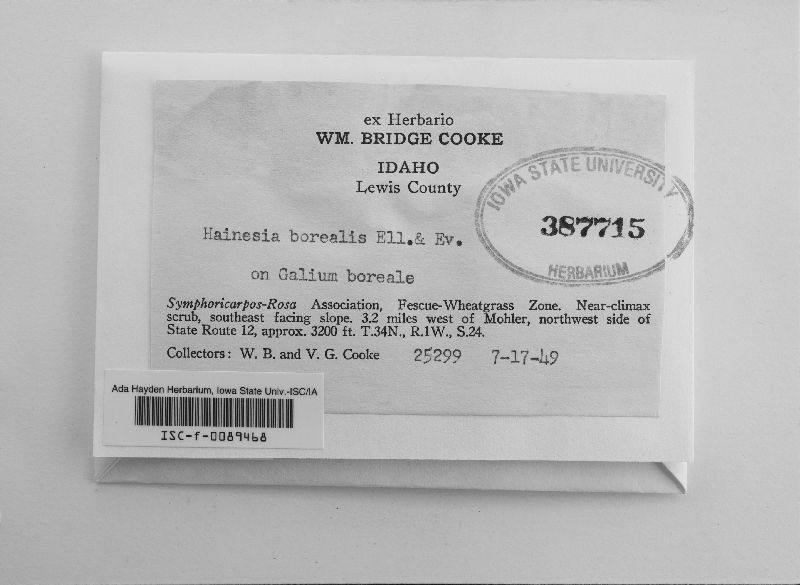 ex Herbario
WM. BRIDGE COOKE
IDAHO
Lewis County
IOWA STATE UNIVERSITY
387715
HERBARIUM
Hainesia borealis Ell.& Ev.
on Galium boreale
Symphoricarpos-Rosa Association, Fescue-Wheatgrass Zone. Near-climax
scrub, southeast facing slope. 3.2 miles west of Mohler, northwest side of
State Route 12, approx. 3200 ft. T.34N., R.1W., S.24.
Collectors: W. B. and V. G. Cooke 25299 7-17-49
Ada Hayden Herbarium, Iowa State Univ.-ISC/IA
ISC-f-0089468